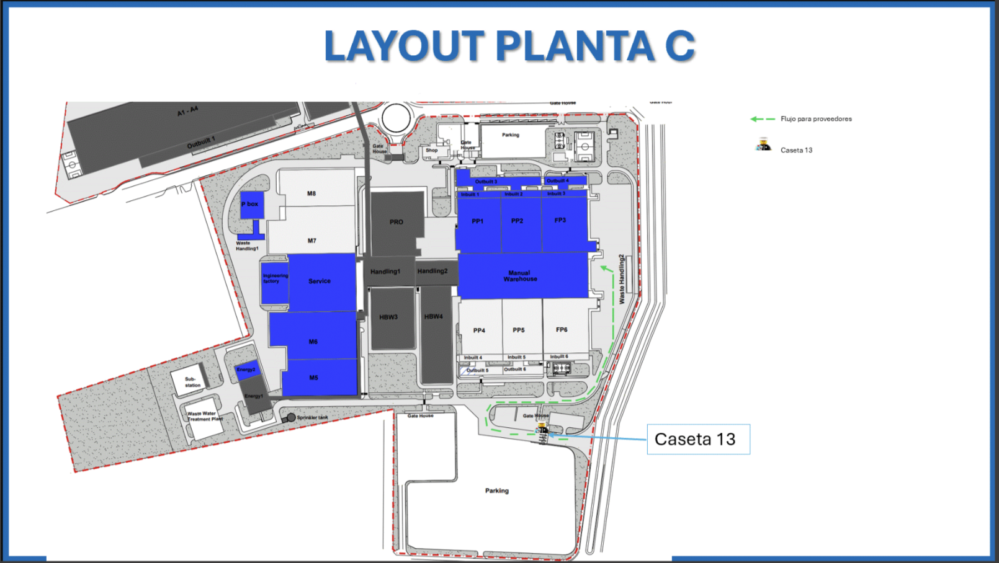 LAYOUT PLANTA C
Gate House
A1 - A4
Outbuilt 1
Gate
House
Shop
Gate
House
Parking
Flujo para proveedores
Caseta 13
Outbuilt 3
Outbuilt 4
Inbuilt 1
Inbuilt 2
Inbuilt 3
M8
P box
PRO
PP1
PP2
FP3
M7
Waste
Handling1
Handling1
Handling2
Manual
Warehouse
Waste Handling2
Ingineering
factory
Service
HBW3
HBW4
PP4
PP5
FP6
M6
Inbuilt 4
Inbuilt 5
Inbuilt 6
Outbuilt 5
Outbuilt 6
Energy2
M5
Sub-
station
Energy1
Waste Water
Treatment Plant
Sprinkler tank
Gate House
Gate House
Caseta 13
Parking